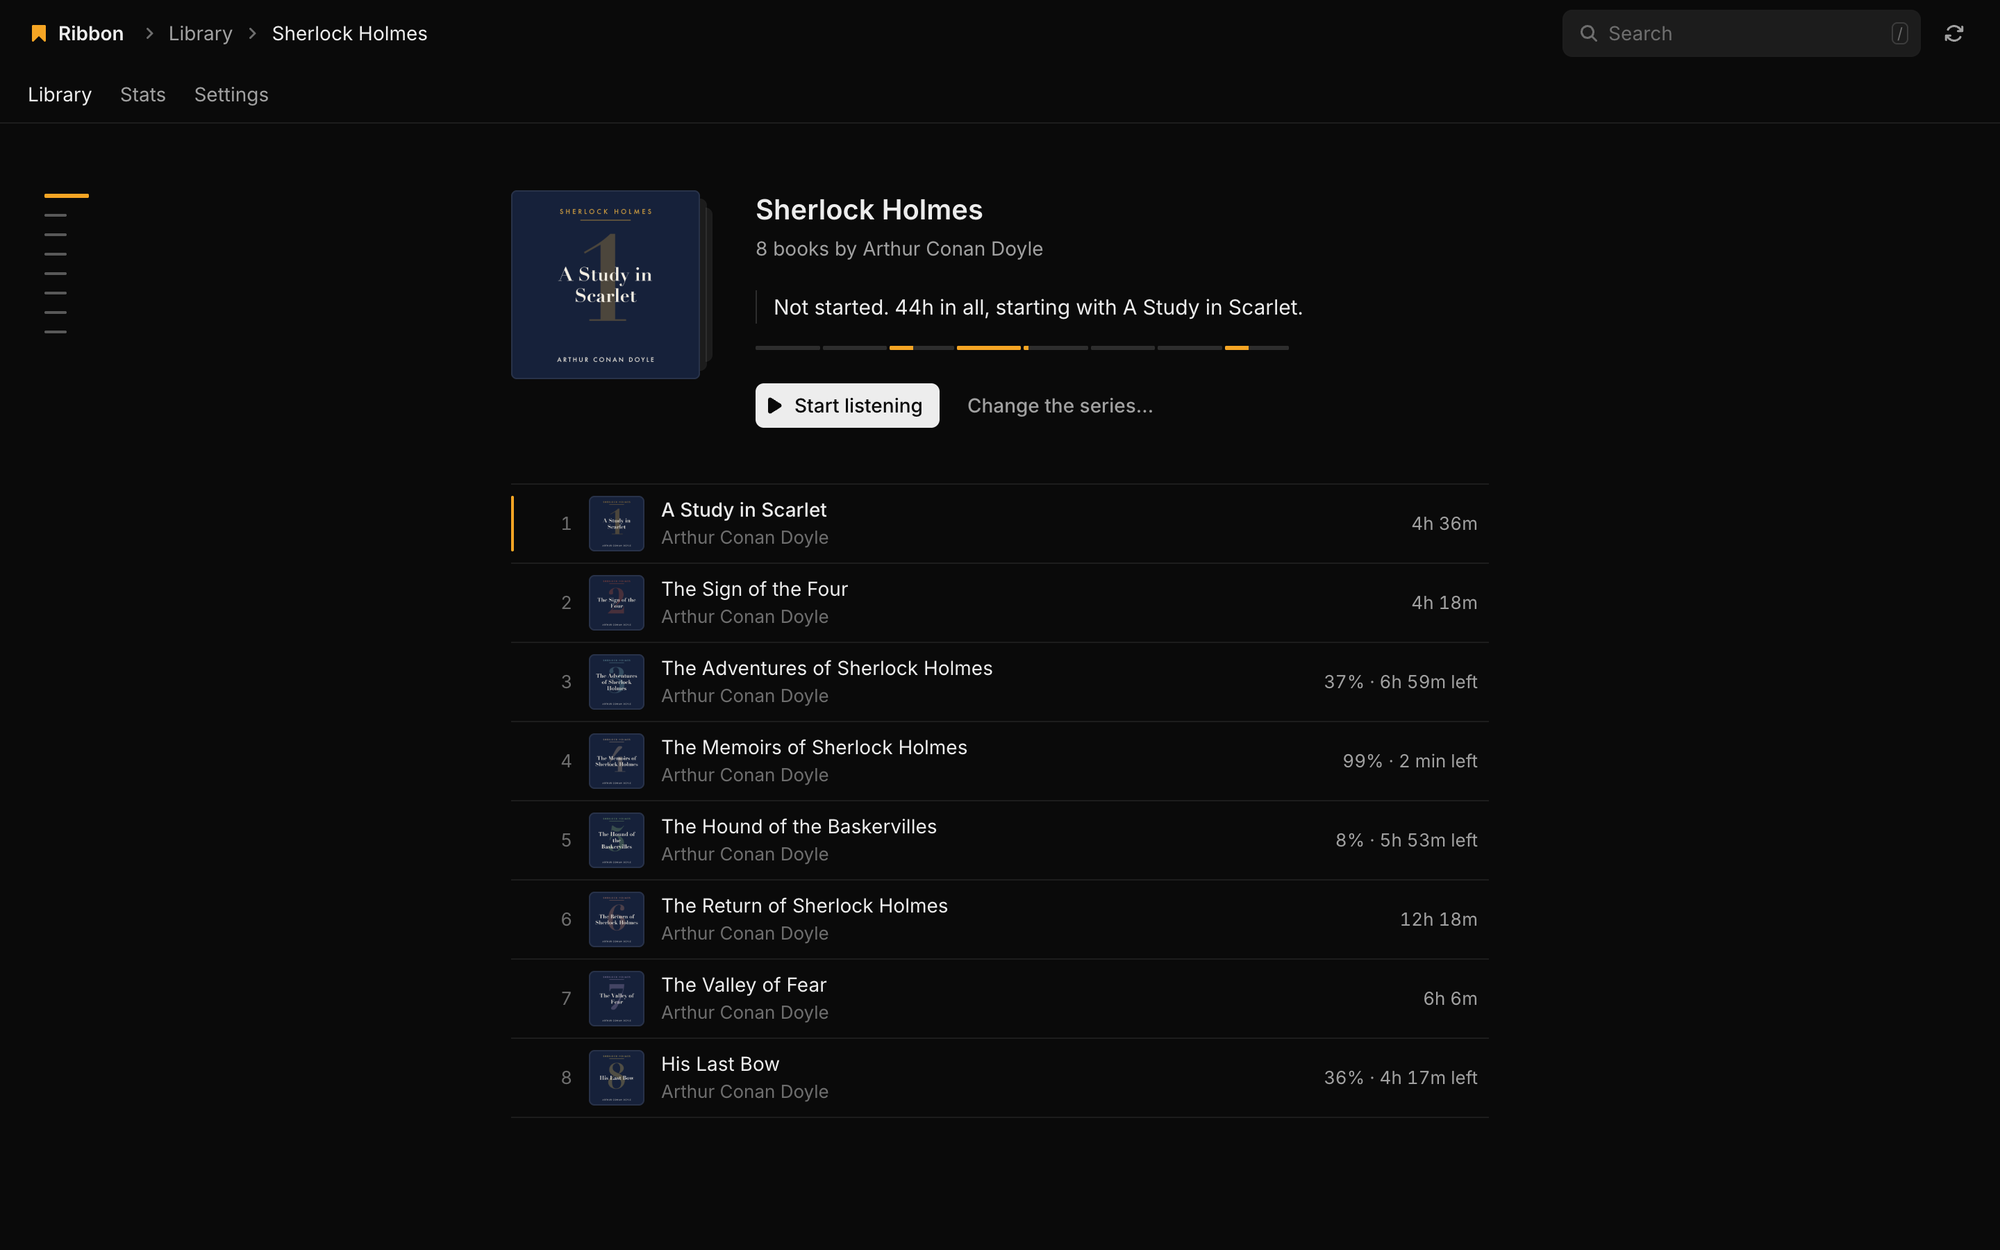 Ribbon > Library > Sherlock Holmes
Search /
Library Stats Settings
SHERLOCK HOLMES
1
A Study in
Scarlet
ARTHUR CONAN DOYLE
Sherlock Holmes
8 books by Arthur Conan Doyle
Not started. 44h in all, starting with A Study in Scarlet.
Start listening Change the series...
1 A Study in Scarlet
Arthur Conan Doyle
4h 36m
2 The Sign of the Four
Arthur Conan Doyle
4h 18m
3 The Adventures of Sherlock Holmes
Arthur Conan Doyle
37% · 6h 59m left
4 The Memoirs of Sherlock Holmes
Arthur Conan Doyle
99% · 2 min left
5 The Hound of the Baskervilles
Arthur Conan Doyle
8% · 5h 53m left
6 The Return of Sherlock Holmes
Arthur Conan Doyle
12h 18m
7 The Valley of Fear
Arthur Conan Doyle
6h 6m
8 His Last Bow
Arthur Conan Doyle
36% · 4h 17m left